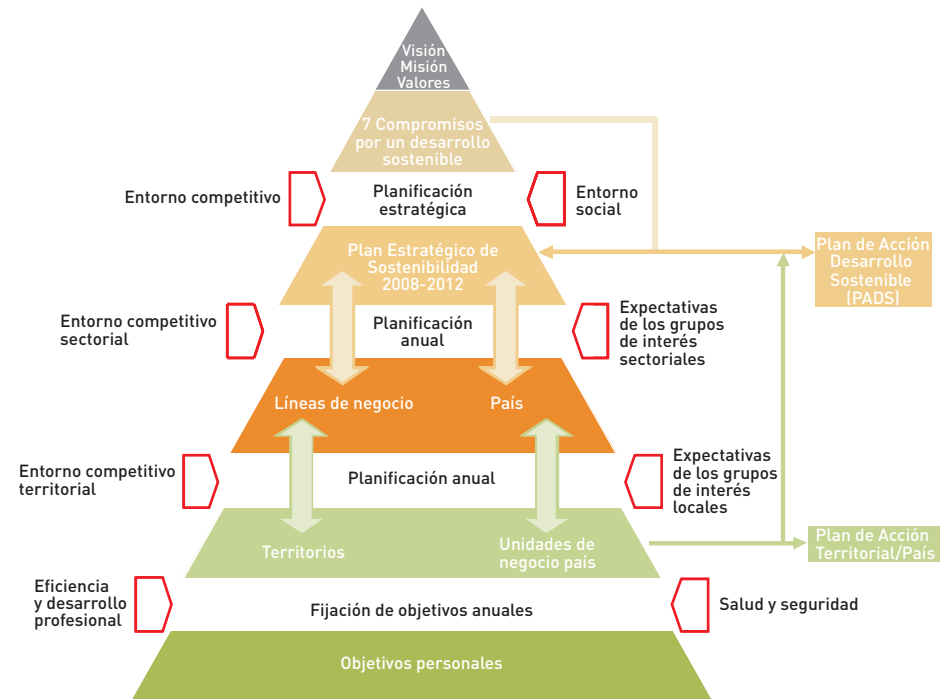 Visión
Misión
Valores
7 Compromisos
por un desarrollo
sostenible
Entorno competitivo
Planificación
estratégica
Entorno
social
Plan Estratégico de
Sostenibilidad
2008-2012
Plan de Acción
Desarrollo
Sostenible
(PADS)
Entorno competitivo
sectorial
Planificación
anual
Expectativas
de los grupos
de interés
sectoriales
Líneas de negocio
País
Entorno competitivo
territorial
Planificación anual
Expectativas
de los grupos
de interés
locales
Territorios
Unidades de
negocio país
Plan de Acción
Territorial/País
Eficiencia
y desarrollo
profesional
Fijación de objetivos anuales
Salud y seguridad
Objetivos personales